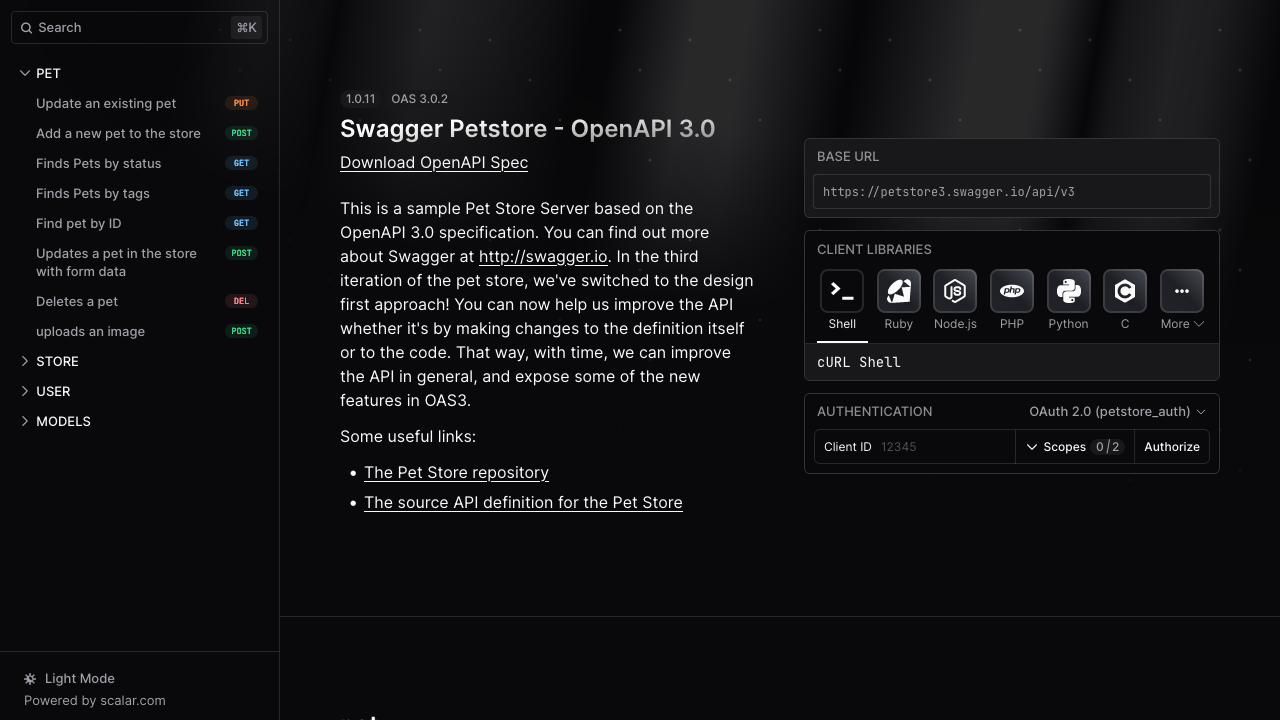 Search
⌘K
PET
Update an existing pet PUT
Add a new pet to the store POST
Finds Pets by status GET
Finds Pets by tags GET
Find pet by ID GET
Updates a pet in the store POST
with form data
Deletes a pet DEL
uploads an image POST
STORE
USER
MODELS
Light Mode
Powered by scalar.com
1.0.11 OAS 3.0.2
Swagger Petstore - OpenAPI 3.0
Download OpenAPI Spec
This is a sample Pet Store Server based on the
OpenAPI 3.0 specification. You can find out more
about Swagger at http://swagger.io. In the third
iteration of the pet store, we've switched to the design
first approach! You can now help us improve the API
whether it's by making changes to the definition itself
or to the code. That way, with time, we can improve
the API in general, and expose some of the new
features in OAS3.
Some useful links:
• The Pet Store repository
• The source API definition for the Pet Store
BASE URL
https://petstore3.swagger.io/api/v3
CLIENT LIBRARIES
JS php C
Shell Ruby Node.js PHP Python C More
cURL Shell
AUTHENTICATION OAuth 2.0 (petstore_auth)
Client ID 12345 Scopes 0/2 Authorize